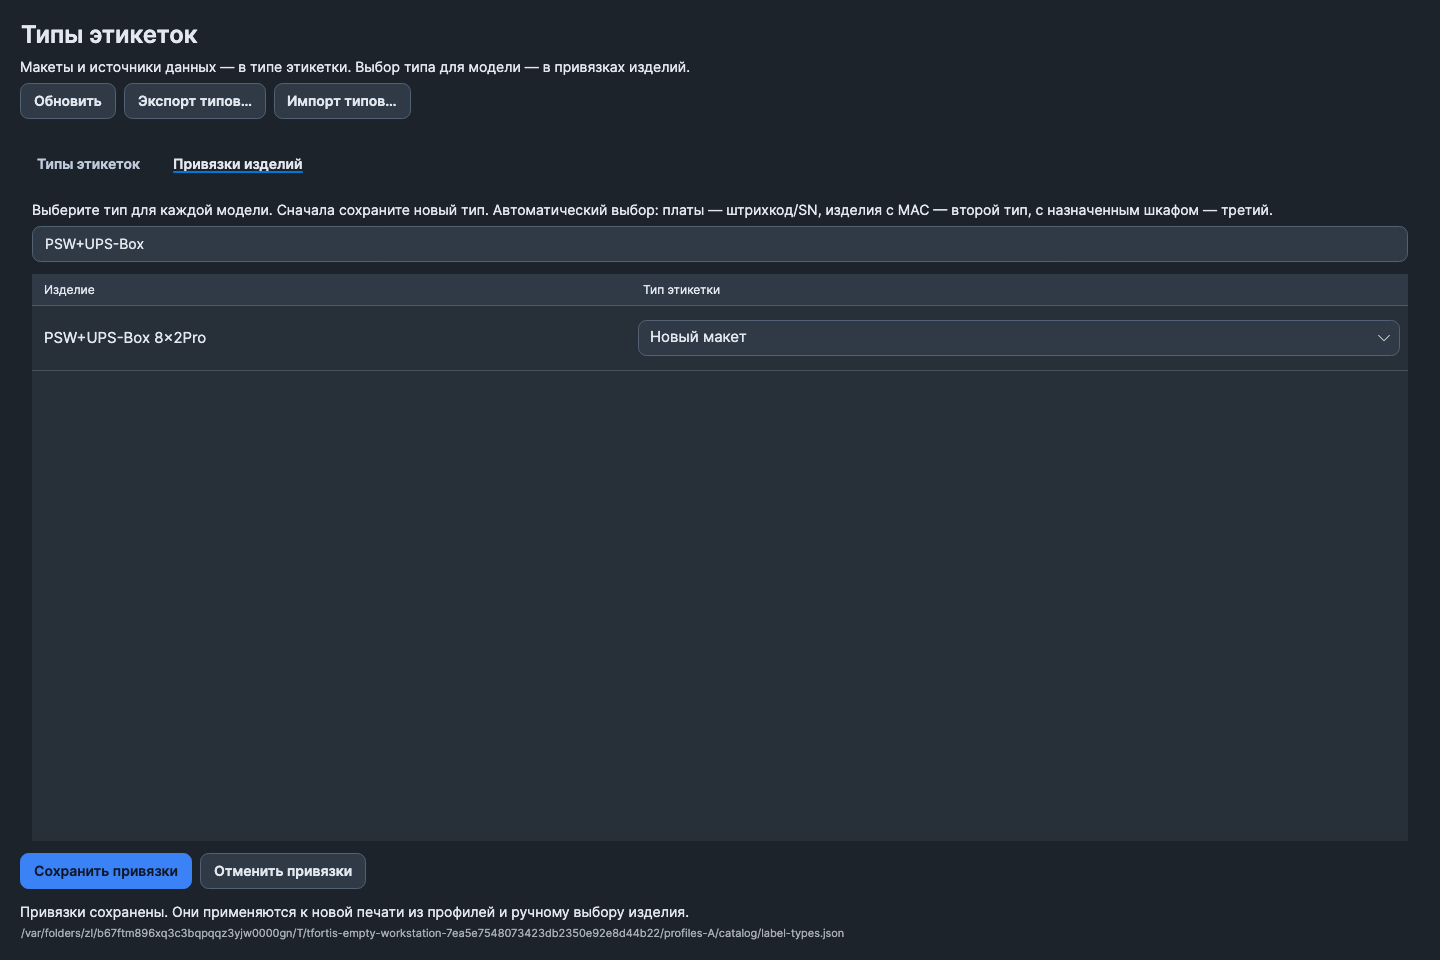 Типы этикеток
Макеты и источники данных — в типе этикетки. Выбор типа для модели — в привязках изделий.
Обновить
Экспорт типов...
Импорт типов...
Типы этикеток
Привязки изделий
Выберите тип для каждой модели. Сначала сохраните новый тип. Автоматический выбор: платы — штрихкод/SN, изделия с MAC — второй тип, с назначенным шкафом — третий.
PSW+UPS-Box
Изделие
Тип этикетки
PSW+UPS-Box 8×2Pro
Новый макет
Сохранить привязки
Отменить привязки
Привязки сохранены. Они применяются к новой печати из профилей и ручному выбору изделия.
/var/folders/zl/b67ftm896xq3c3bqpqqz3yjw0000gn/T/tfortis-empty-workstation-7ea5e7548073423db2350e92e8d44b22/profiles-A/catalog/label-types.json